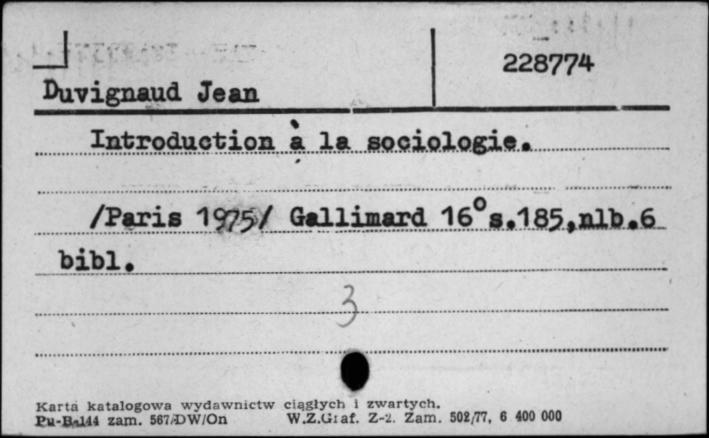 228774
Duvignaud Jean
Introduction à la sociologie.
/Paris 1975/ Gallimard 16° s.185,nlb.6
bibl.
3
Karta katalogowa wydawnictw ciągłych i zwartych.
Pu-B-144 zam. 567/DW/On W.Z.Graf. Z-2. Zam. 502/77, 6 400 000